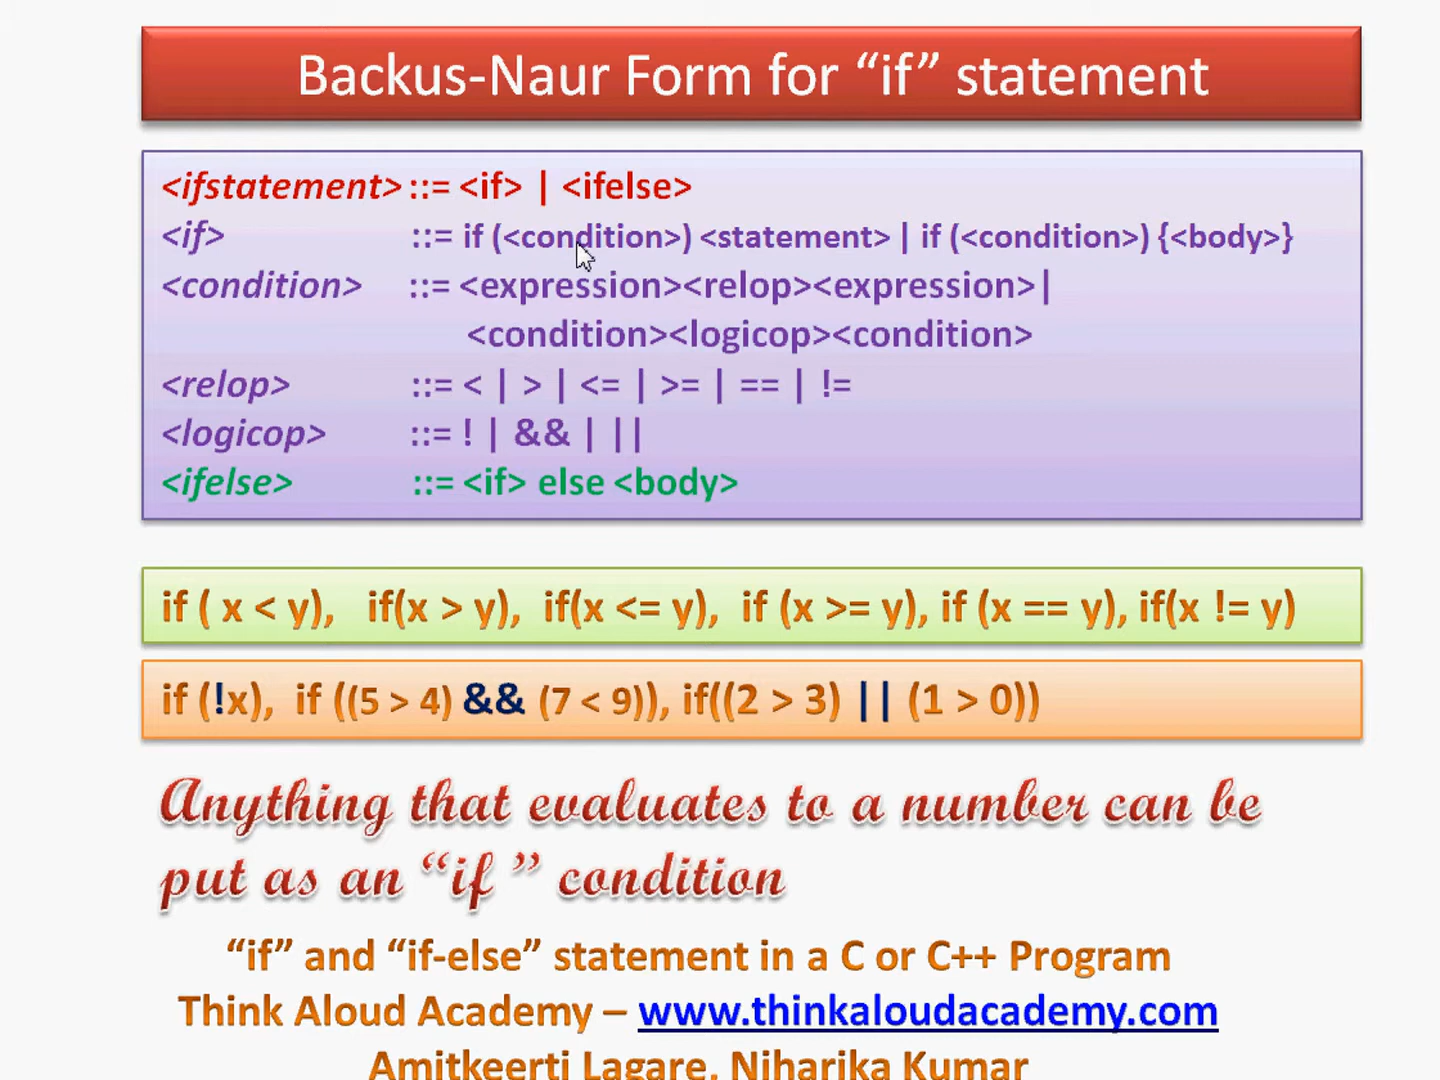 Backus-Naur Form for “if” statement
<ifstatement> ::= <if> | <ifelse>
<if> ::= if (<condition>) <statement> | if (<condition>) {<body>}
<condition> ::= <expression><relop><expression>|
<condition><logicop><condition>
<relop> ::= < | > | <= | >= | == | !=
<logicop> ::= ! | && | ||
<ifelse> ::= <if> else <body>
if ( x < y), if(x > y), if(x <= y), if (x >= y), if (x == y), if(x != y)
if (!x), if ((5 > 4) && (7 < 9)), if((2 > 3) || (1 > 0))
Anything that evaluates to a number can be
put as an “if ” condition
“if” and “if-else” statement in a C or C++ Program
Think Aloud Academy – www.thinkaloudacademy.com
Amitkeerti Lagare, Niharika Kumar